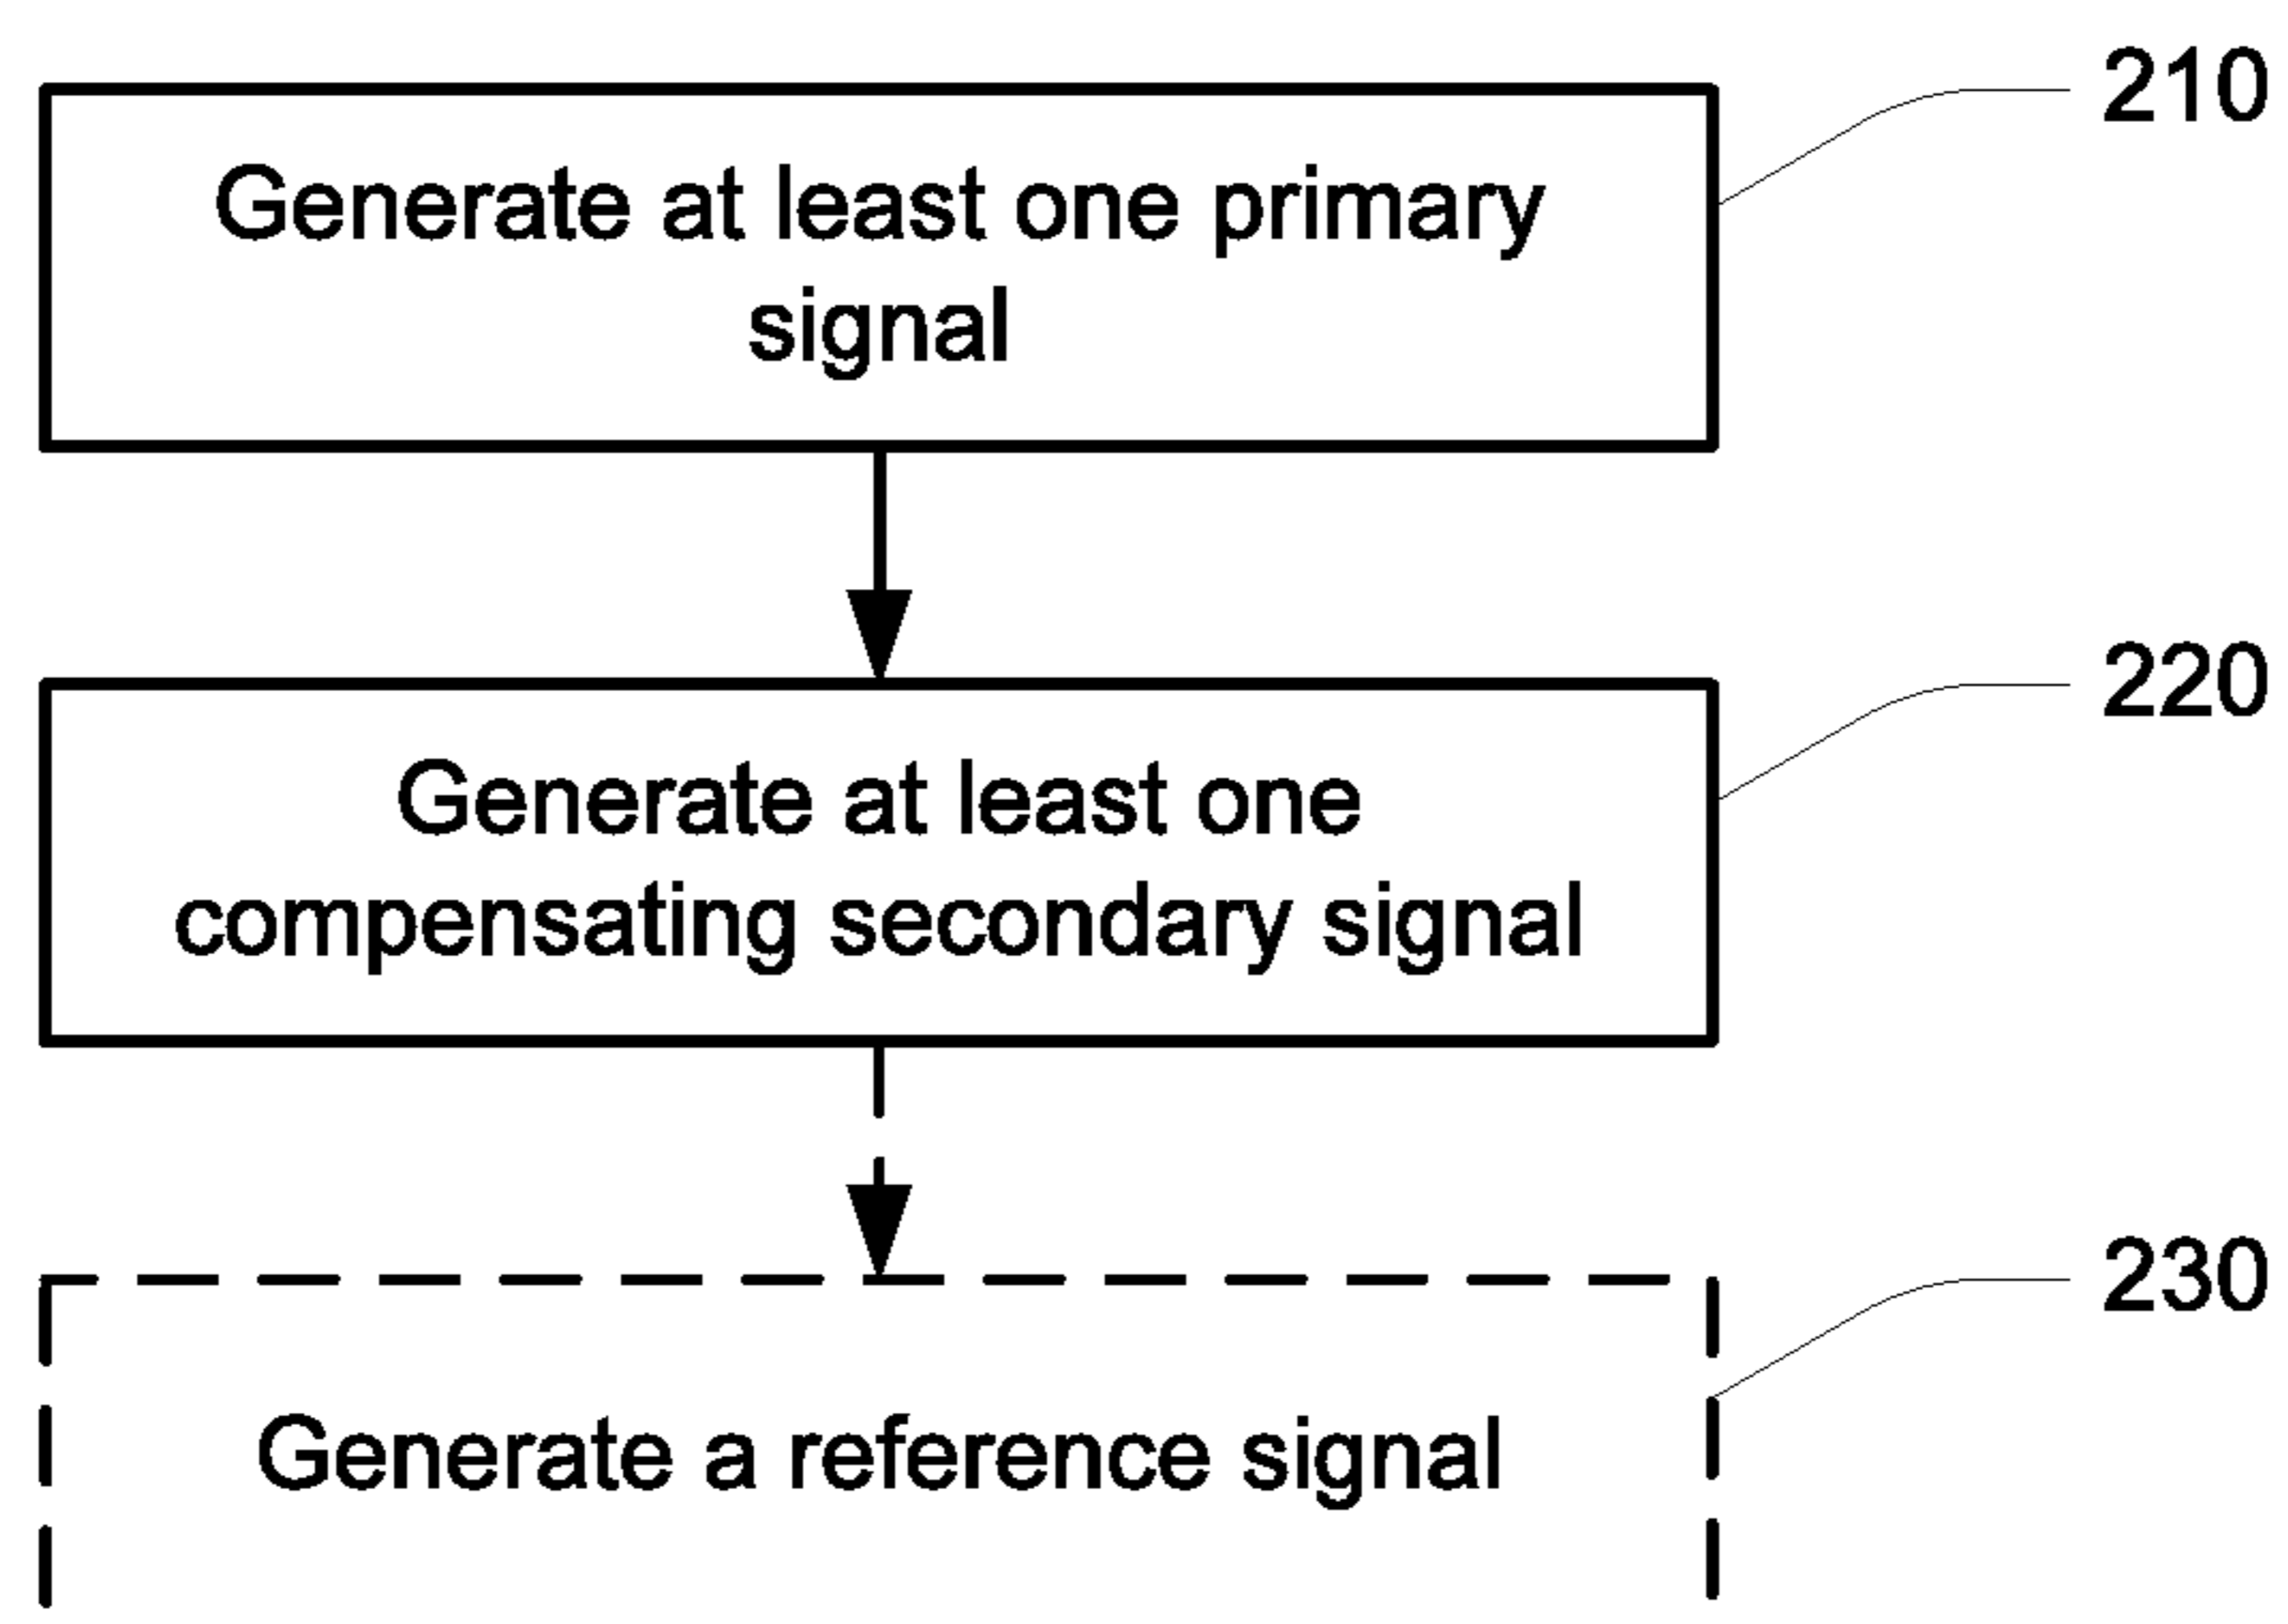 210
Generate at least one primary
signal
220
Generate at least one
compensating secondary signal
230
Generate a reference signal